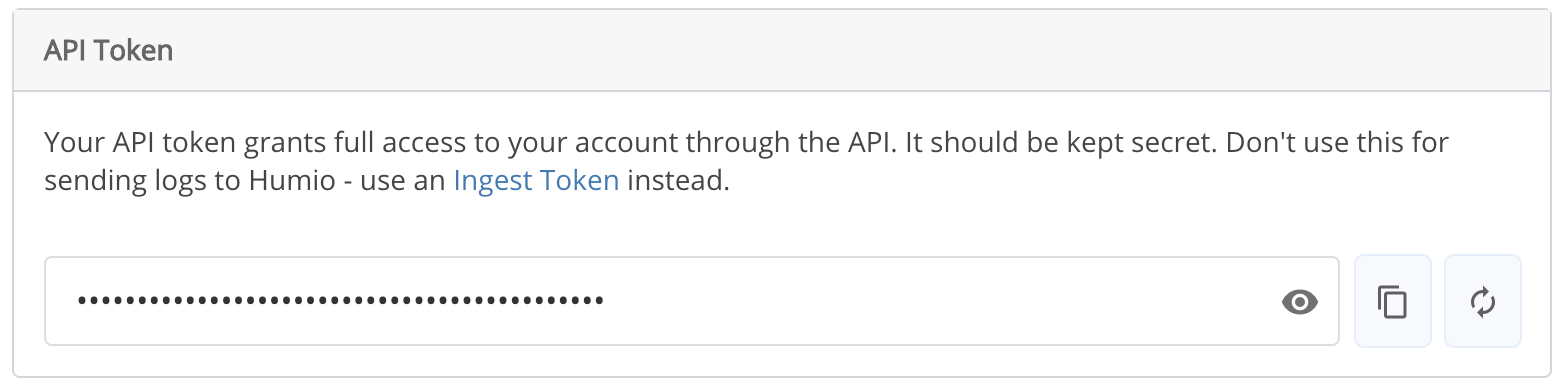 API Token
Your API token grants full access to your account through the API. It should be kept secret. Don't use this for
sending logs to Humio - use an Ingest Token instead.